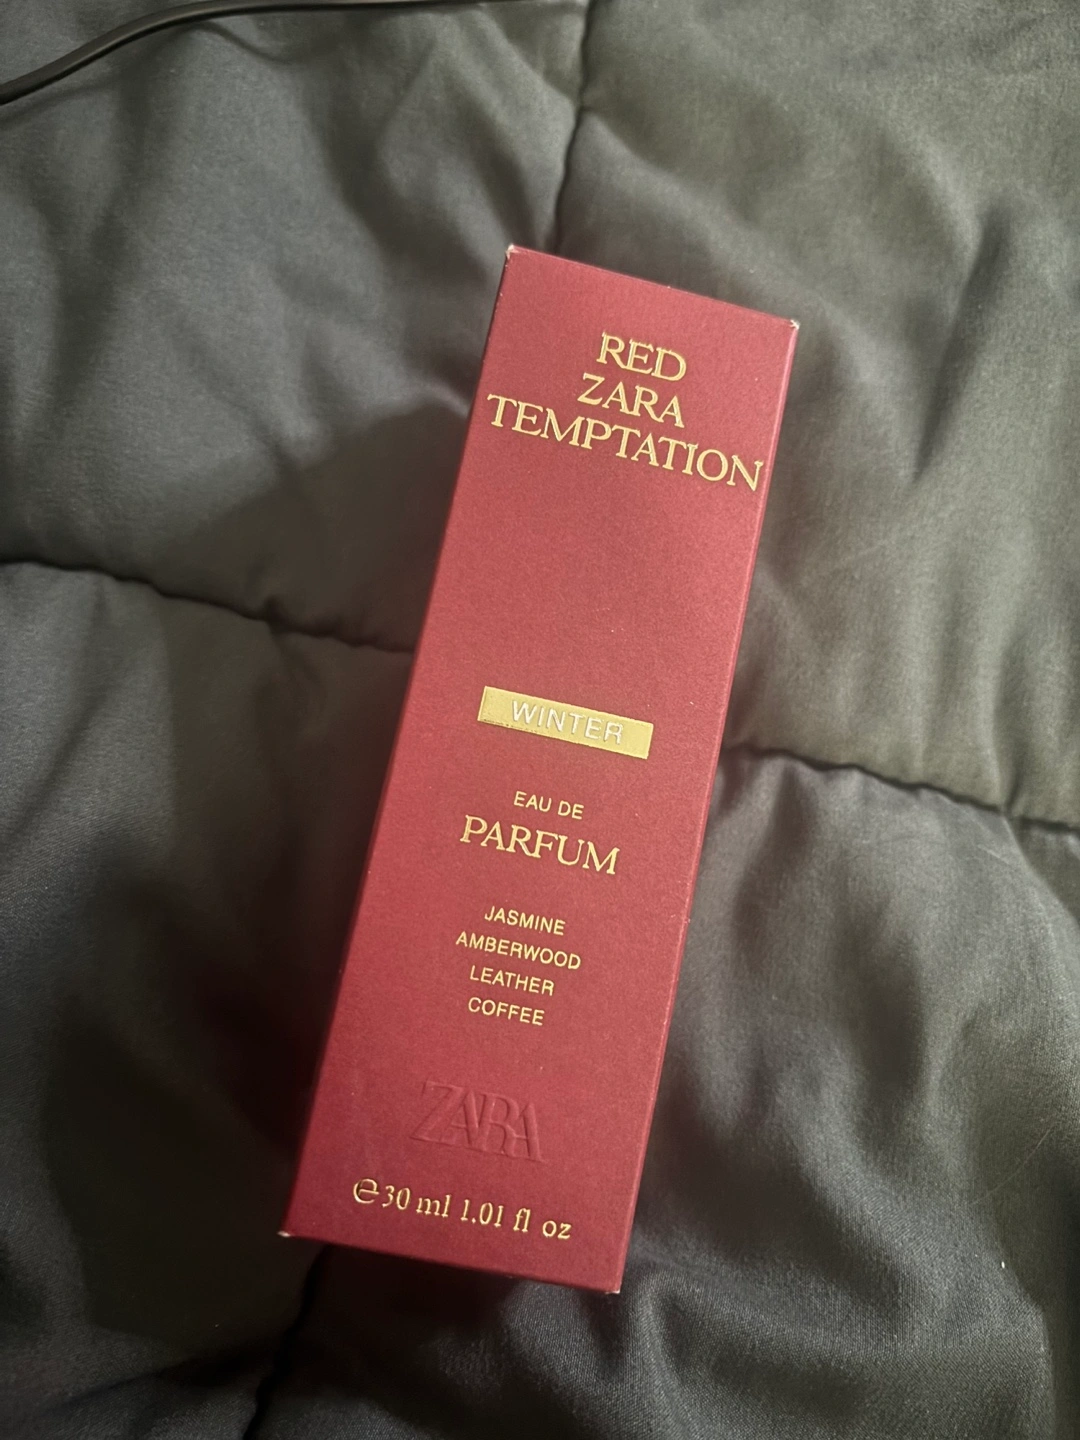 RED
ZARA
TEMPTATION
WINTER
EAU DE
PARFUM
JASMINE
AMBERWOOD
LEATHER
COFFEE
ZARA
℮ 30 ml 1.01 fl oz